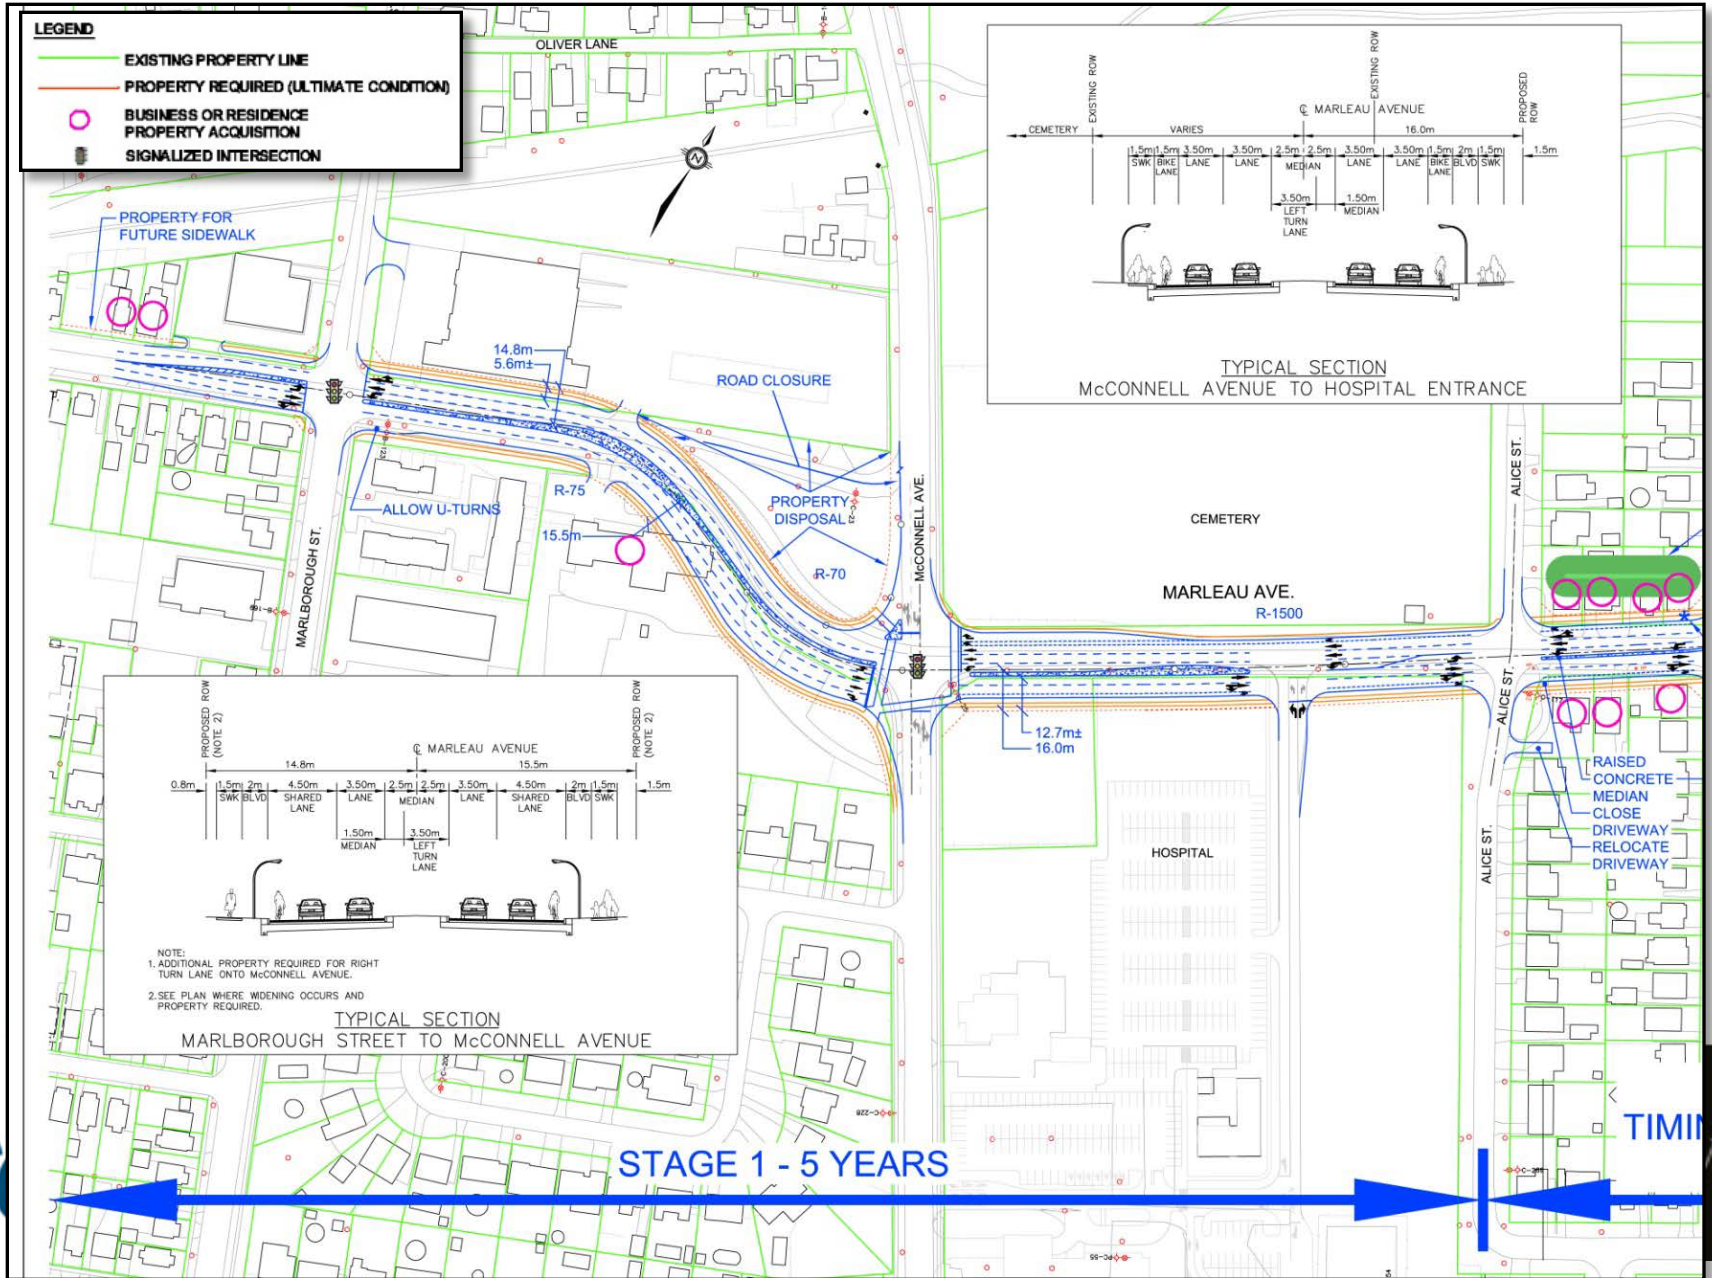 LEGEND
EXISTING PROPERTY LINE
PROPERTY REQUIRED (ULTIMATE CONDITION)
BUSINESS OR RESIDENCE
PROPERTY ACQUISITION
SIGNALIZED INTERSECTION
OLIVER LANE
N
PROPERTY FOR
FUTURE SIDEWALK
14.8m
5.6m±
ROAD CLOSURE
PROPERTY
DISPOSAL
R-75
ALLOW U-TURNS
15.5m
R-70
MARLBOROUGH ST.
McCONNELL AVE.
CEMETERY
MARLEAU AVE.
R-1500
ALICE ST.
ALICE ST.
ALICE ST.
12.7m±
16.0m
HOSPITAL
RAISED
CONCRETE
MEDIAN
CLOSE
DRIVEWAY
RELOCATE
DRIVEWAY
EXISTING ROW
EXISTING ROW
PROPOSED
ROW
℄ MARLEAU AVENUE
CEMETERY
VARIES
16.0m
1.5m 1.5m 3.50m 3.50m 2.5m 2.5m 3.50m 3.50m 1.5m 2m 1.5m 1.5m
SWK BIKE LANE LANE LANE MEDIAN LANE LANE BIKE LANE BLVD SWK
3.50m 1.50m
LEFT TURN LANE MEDIAN
TYPICAL SECTION
McCONNELL AVENUE TO HOSPITAL ENTRANCE
PROPOSED ROW
(NOTE 2)
PROPOSED ROW
(NOTE 2)
℄ MARLEAU AVENUE
14.8m 15.5m
0.8m 1.5m 2m 4.50m 3.50m 2.5m 2.5m 3.50m 4.50m 2m 1.5m 1.5m
SWK BLVD SHARED LANE LANE MEDIAN LANE SHARED LANE BLVD SWK
1.50m 3.50m
MEDIAN LEFT TURN LANE
NOTE:
1. ADDITIONAL PROPERTY REQUIRED FOR RIGHT
TURN LANE ONTO McCONNELL AVENUE.
2. SEE PLAN WHERE WIDENING OCCURS AND
PROPERTY REQUIRED.
TYPICAL SECTION
MARLBOROUGH STREET TO McCONNELL AVENUE
STAGE 1 - 5 YEARS